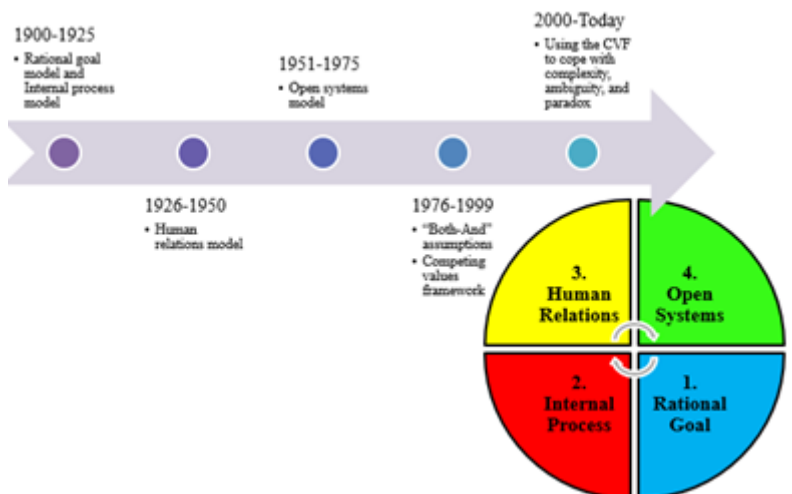 1900-1925
• Rational goal
model and
Internal process
model
1926-1950
• Human
relations model
1951-1975
• Open systems
model
1976-1999
• “Both-And”
assumptions
• Competing
values
framework
2000-Today
• Using the CVF
to cope with
complexity,
ambiguity, and
paradox
3.
Human
Relations
4.
Open
Systems
2.
Internal
Process
1.
Rational
Goal